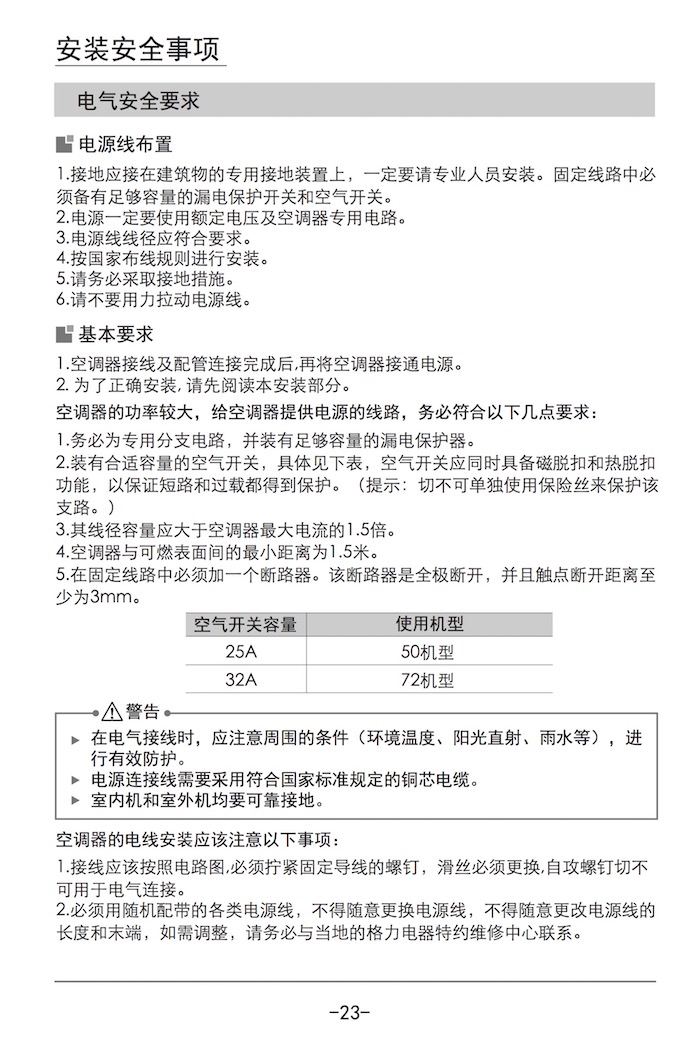 安装安全事项
电气安全要求
电源线布置
1.接地应接在建筑物的专用接地装置上，一定要请专业人员安装。固定线路中必
须备有足够容量的漏电保护开关和空气开关。
2.电源一定要使用额定电压及空调器专用电路。
3.电源线线径应符合要求。
4.按国家布线规则进行安装。
5.请务必采取接地措施。
6.请不要用力拉动电源线。
基本要求
1.空调器接线及配管连接完成后,再将空调器接通电源。
2. 为了正确安装, 请先阅读本安装部分。
空调器的功率较大，给空调器提供电源的线路，务必符合以下几点要求：
1.务必为专用分支电路，并装有足够容量的漏电保护器。
2.装有合适容量的空气开关，具体见下表，空气开关应同时具备磁脱扣和热脱扣
功能，以保证短路和过载都得到保护。（提示：切不可单独使用保险丝来保护该
支路。）
3.其线径容量应大于空调器最大电流的1.5倍。
4.空调器与可燃表面间的最小距离为1.5米。
5.在固定线路中必须加一个断路器。该断路器是全极断开，并且触点断开距离至
少为3mm。
空气开关容量 使用机型
25A 50机型
32A 72机型
警告
在电气接线时，应注意周围的条件（环境温度、阳光直射、雨水等），进
行有效防护。
电源连接线需要采用符合国家标准规定的铜芯电缆。
室内机和室外机均要可靠接地。
空调器的电线安装应该注意以下事项：
1.接线应该按照电路图,必须拧紧固定导线的螺钉，滑丝必须更换,自攻螺钉切不
可用于电气连接。
2.必须用随机配带的各类电源线，不得随意更换电源线，不得随意更改电源线的
长度和末端，如需调整，请务必与当地的格力电器特约维修中心联系。
-23-